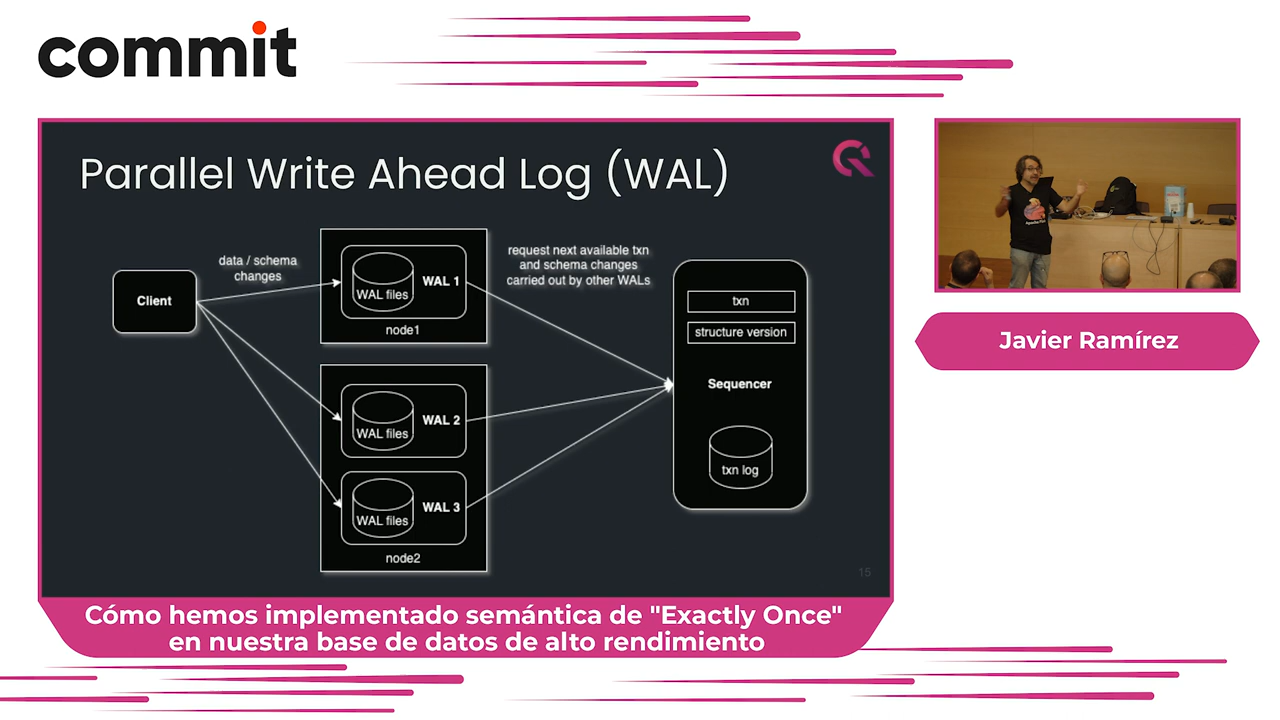 commit
Parallel Write Ahead Log (WAL)
data / schema
changes
Client
WAL 1
WAL files
node1
WAL 2
WAL files
WAL 3
WAL files
node2
request next available txn
and schema changes
carried out by other WALs
txn
structure version
Sequencer
txn log
15
Javier Ramírez
Cómo hemos implementado semántica de "Exactly Once"
en nuestra base de datos de alto rendimiento